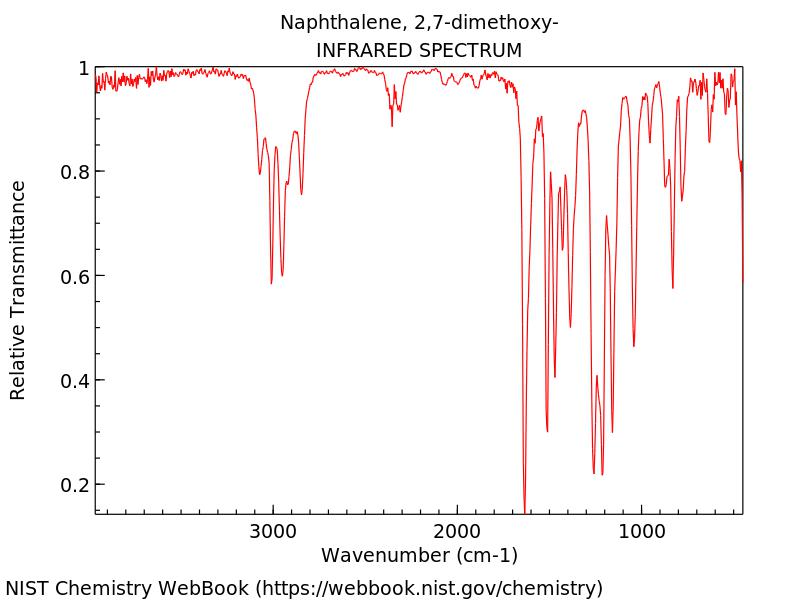 Naphthalene, 2,7-dimethoxy-
INFRARED SPECTRUM
1
0.8
0.6
0.4
0.2
Relative Transmittance
3000 2000 1000
Wavenumber (cm-1)
NIST Chemistry WebBook (https://webbook.nist.gov/chemistry)